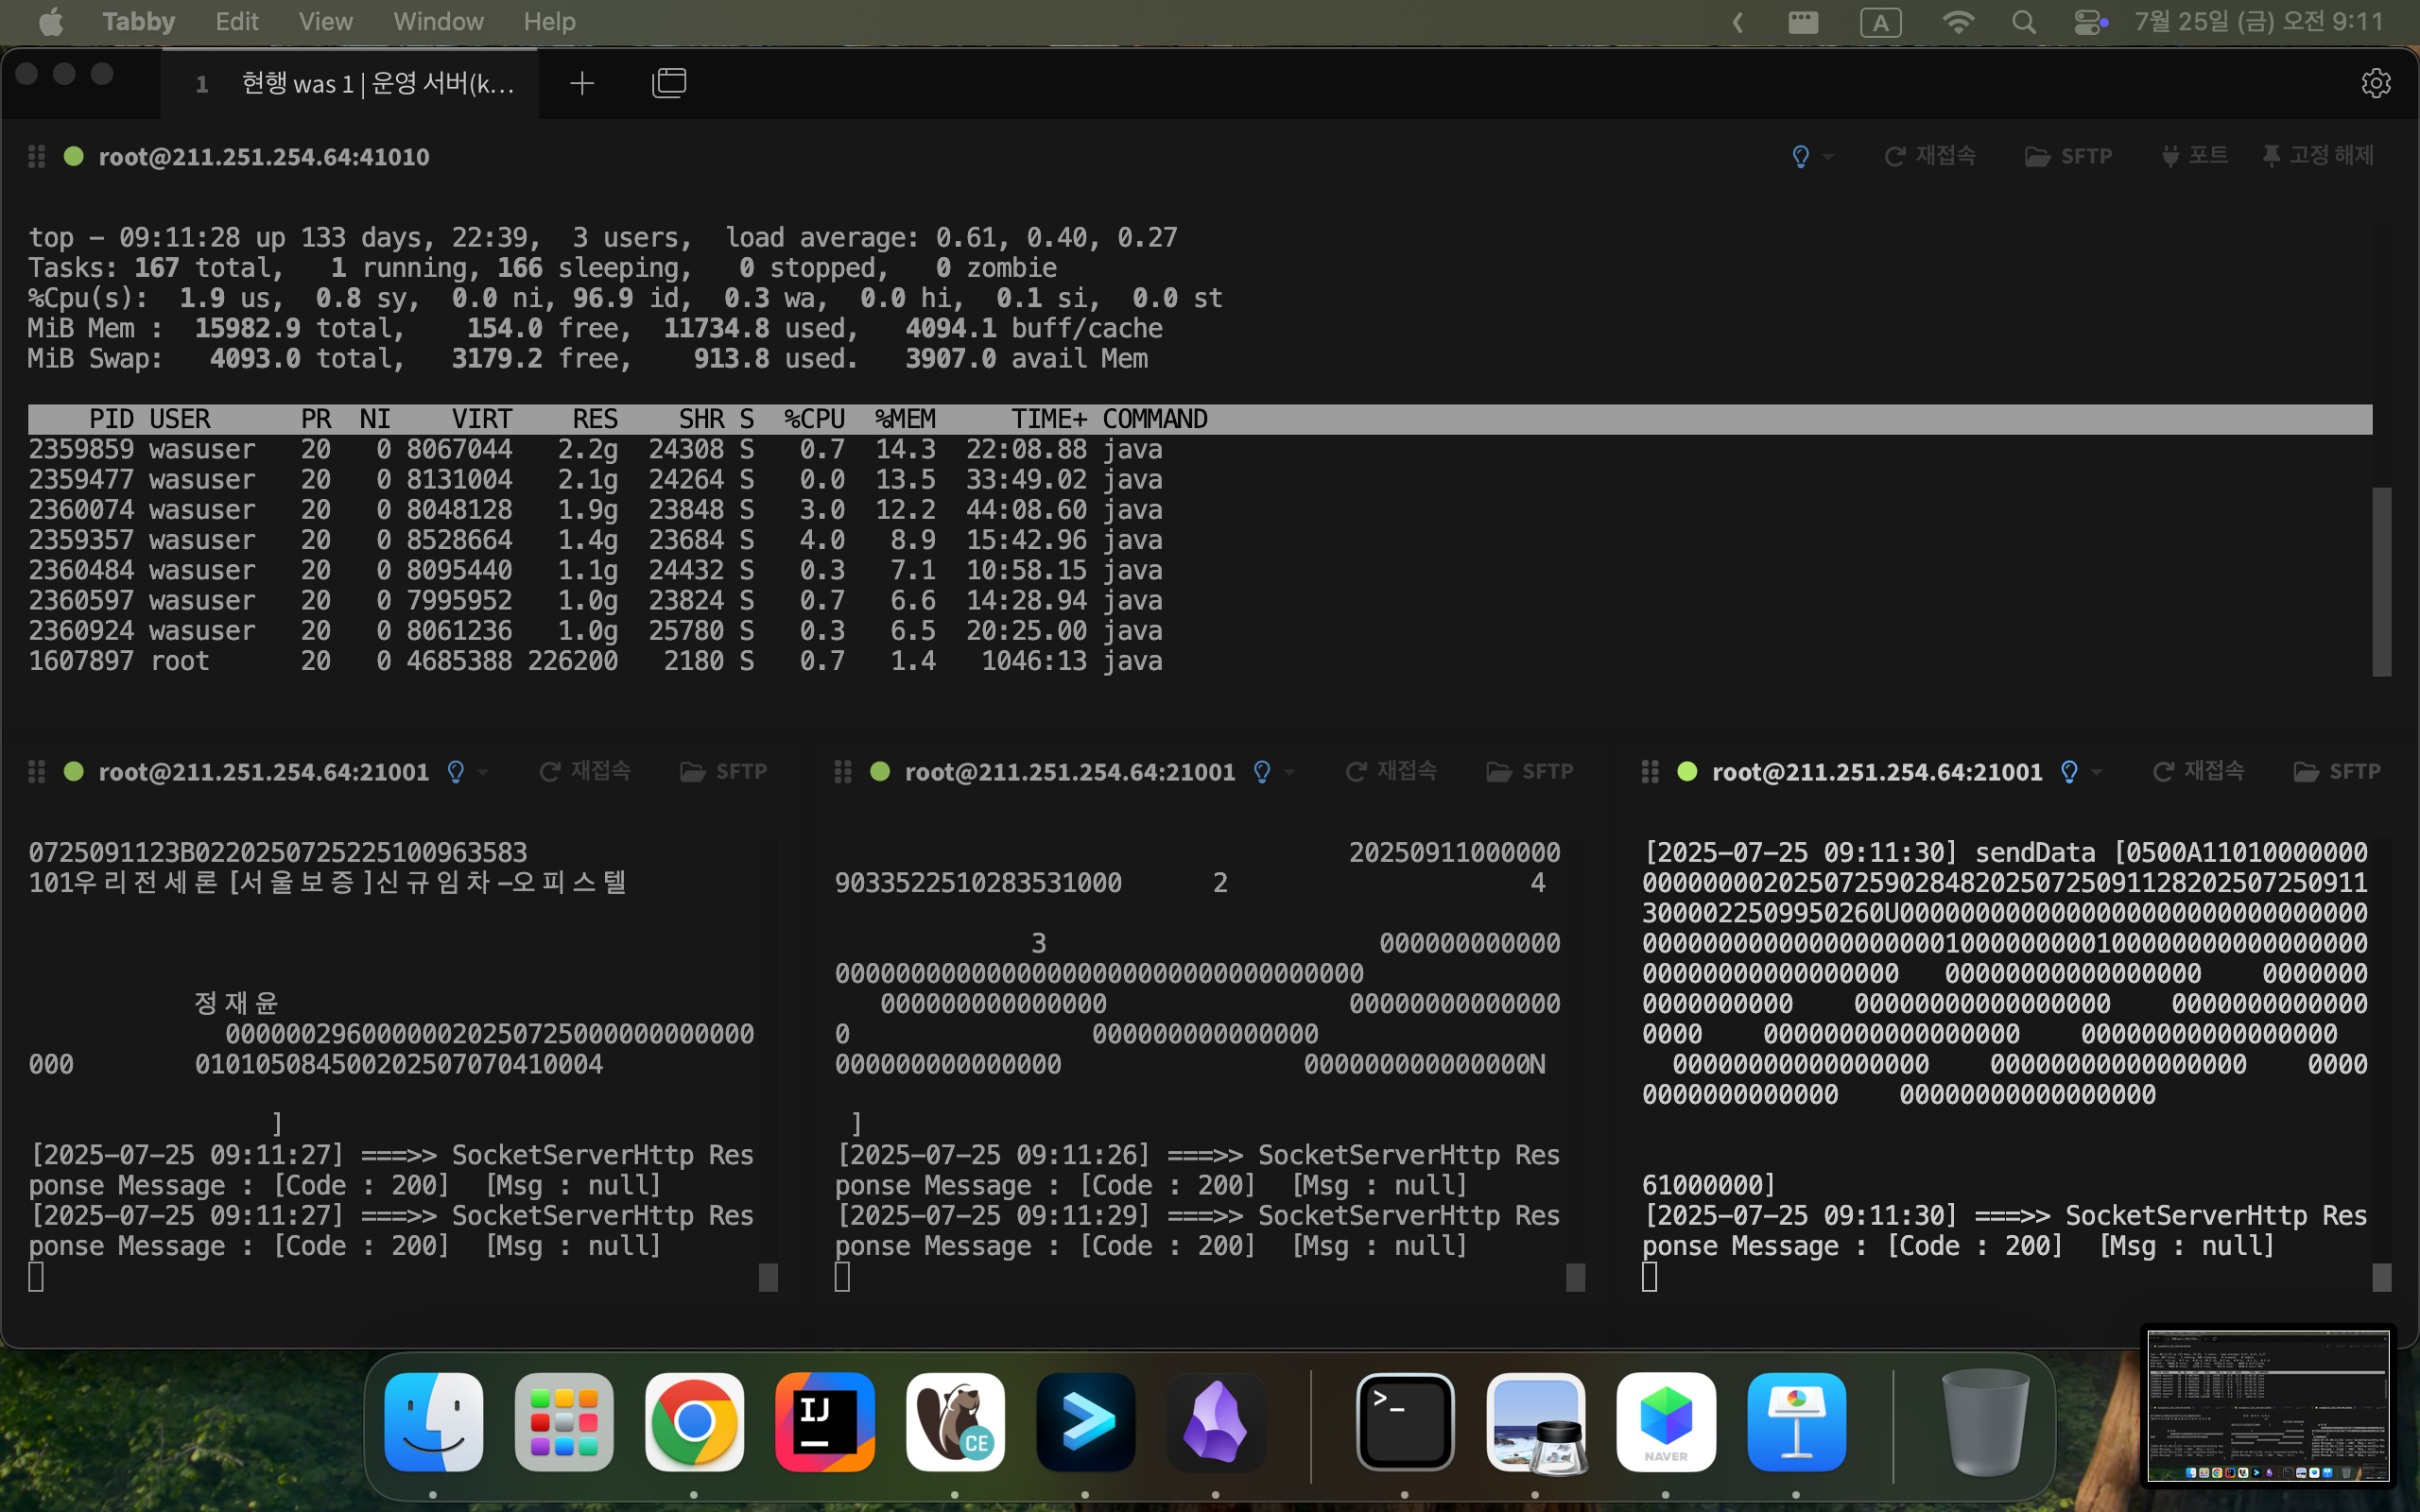 Tabby Edit View Window Help A 7월 25일 (금) 오전 9:11
1 현행 was 1 | 운영 서버(k...
root@211.251.254.64:41010 재접속 SFTP 포트 고정 해제
top - 09:11:28 up 133 days, 22:39, 3 users, load average: 0.61, 0.40, 0.27
Tasks: 167 total, 1 running, 166 sleeping, 0 stopped, 0 zombie
%Cpu(s): 1.9 us, 0.8 sy, 0.0 ni, 96.9 id, 0.3 wa, 0.0 hi, 0.1 si, 0.0 st
MiB Mem : 15982.9 total, 154.0 free, 11734.8 used, 4094.1 buff/cache
MiB Swap: 4093.0 total, 3179.2 free, 913.8 used. 3907.0 avail Mem
PID USER PR NI VIRT RES SHR S %CPU %MEM TIME+ COMMAND
2359859 wasuser 20 0 8067044 2.2g 24308 S 0.7 14.3 22:08.88 java
2359477 wasuser 20 0 8131004 2.1g 24264 S 0.0 13.5 33:49.02 java
2360074 wasuser 20 0 8048128 1.9g 23848 S 3.0 12.2 44:08.60 java
2359357 wasuser 20 0 8528664 1.4g 23684 S 4.0 8.9 15:42.96 java
2360484 wasuser 20 0 8095440 1.1g 24432 S 0.3 7.1 10:58.15 java
2360597 wasuser 20 0 7995952 1.0g 23824 S 0.7 6.6 14:28.94 java
2360924 wasuser 20 0 8061236 1.0g 25780 S 0.3 6.5 20:25.00 java
1607897 root 20 0 4685388 226200 2180 S 0.7 1.4 1046:13 java
root@211.251.254.64:21001 재접속 SFTP
0725091123B0220250725225100963583
101우리전세론 [서울보증]신규임차-오피스텔
정재윤
00000029600000020250725000000000000
000 010105084500202507070410004
]
[2025-07-25 09:11:27] ===>> SocketServerHttp Res
ponse Message : [Code : 200] [Msg : null]
[2025-07-25 09:11:27] ===>> SocketServerHttp Res
ponse Message : [Code : 200] [Msg : null]
root@211.251.254.64:21001 재접속 SFTP
20250911000000
9033522510283531000 2 4
3 000000000000
00000000000000000000000000000000000
000000000000000 00000000000000
0 000000000000000
000000000000000 000000000000000N
]
[2025-07-25 09:11:26] ===>> SocketServerHttp Res
ponse Message : [Code : 200] [Msg : null]
[2025-07-25 09:11:29] ===>> SocketServerHttp Res
ponse Message : [Code : 200] [Msg : null]
root@211.251.254.64:21001 재접속 SFTP
[2025-07-25 09:11:30] sendData [0500A11010000000
000000002025072590284820250725091128202507250911
3000022509950260U0000000000000000000000000000000
000000000000000000001000000000100000000000000000
00000000000000000 00000000000000000 0000000
0000000000 00000000000000000 0000000000000
0000 00000000000000000 00000000000000000
00000000000000000 00000000000000000 0000
0000000000000 00000000000000000
61000000]
[2025-07-25 09:11:30] ===>> SocketServerHttp Res
ponse Message : [Code : 200] [Msg : null]
IJ
CE
NAVER